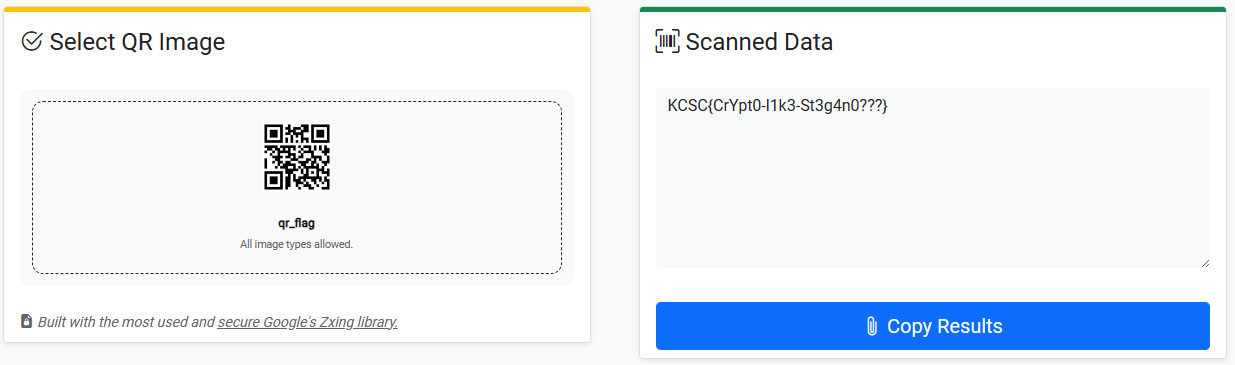 Select QR Image
qr_flag
All image types allowed.
Built with the most used and secure Google's Zxing library.
Scanned Data
KCSC{CrYpt0-l1k3-St3g4n0???}
Copy Results